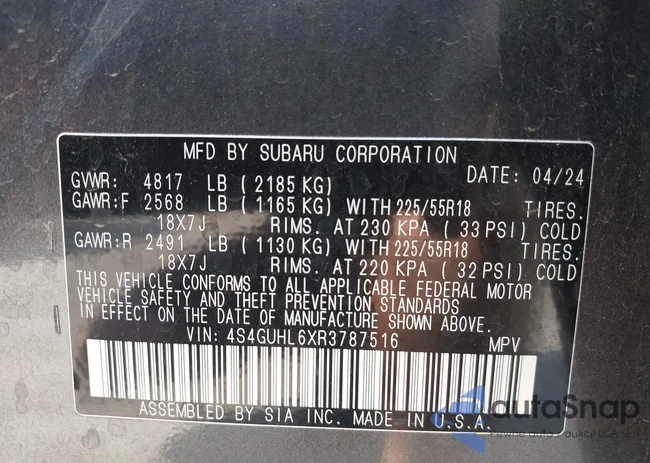 MFD BY SUBARU CORPORATION
DATE: 04/24
GVWR: 4817 LB ( 2185 KG)
GAWR:F 2568 LB ( 1165 KG) WITH 225/55R18 TIRES.
18X7J RIMS. AT 230 KPA ( 33 PSI) COLD
GAWR:R 2491 LB ( 1130 KG) WITH 225/55R18 TIRES.
18X7J RIMS. AT 220 KPA ( 32 PSI) COLD
THIS VEHICLE CONFORMS TO ALL APPLICABLE FEDERAL MOTOR
VEHICLE SAFETY AND THEFT PREVENTION STANDARDS
IN EFFECT ON THE DATE OF MANUFACTURE SHOWN ABOVE.
VIN: 4S4GUHL6XR3787516 MPV
ASSEMBLED BY SIA INC. MADE IN U.S.A.
autoSnap